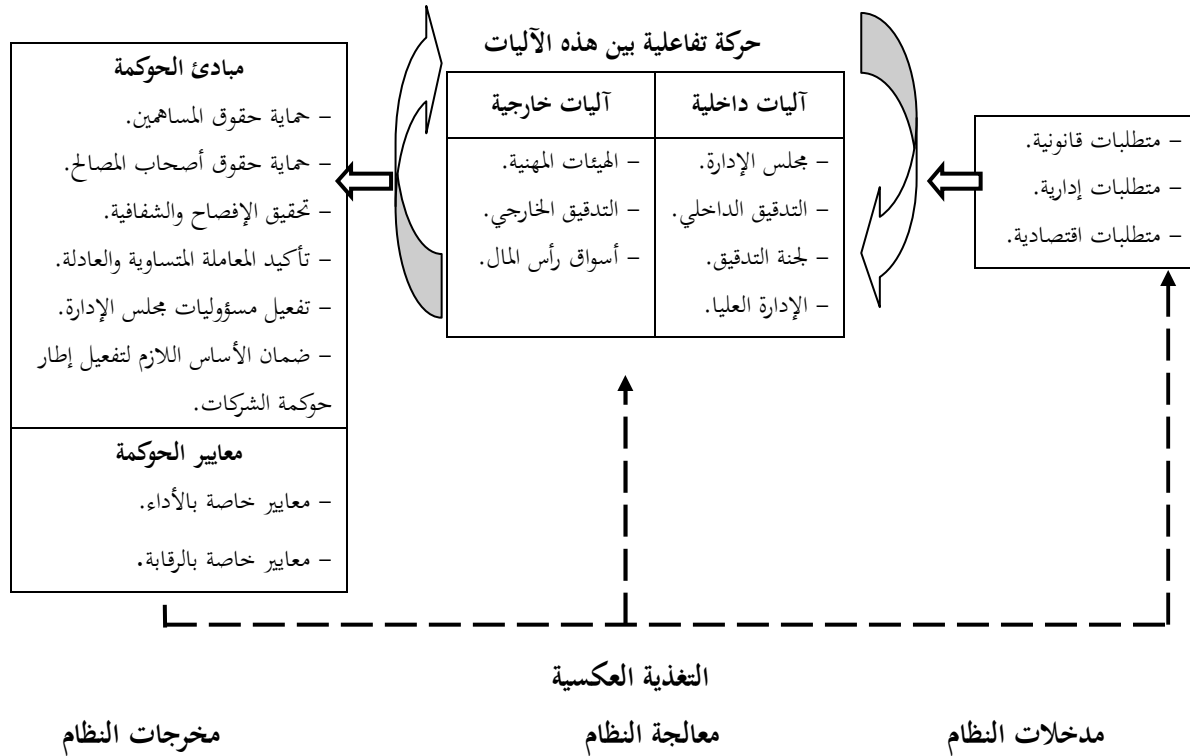 حركة تفاعلية بين هذه الآليات
– متطلبات قانونية.
– متطلبات إدارية.
– متطلبات اقتصادية.
آليات داخلية
– مجلس الإدارة.
– التدقيق الداخلي.
– لجنة التدقيق.
– الإدارة العليا.
آليات خارجية
– الهيئات المهنية.
– التدقيق الخارجي.
– أسواق رأس المال.
مبادئ الحوكمة
– حماية حقوق المساهمين.
– حماية حقوق أصحاب المصالح.
– تحقيق الإفصاح والشفافية.
– تأكيد المعاملة المتساوية والعادلة.
– تفعيل مسؤوليات مجلس الإدارة.
– ضمان الأساس اللازم لتفعيل إطار
حوكمة الشركات.
معايير الحوكمة
– معايير خاصة بالأداء.
– معايير خاصة بالرقابة.
التغذية العكسية
مدخلات النظام
معالجة النظام
مخرجات النظام